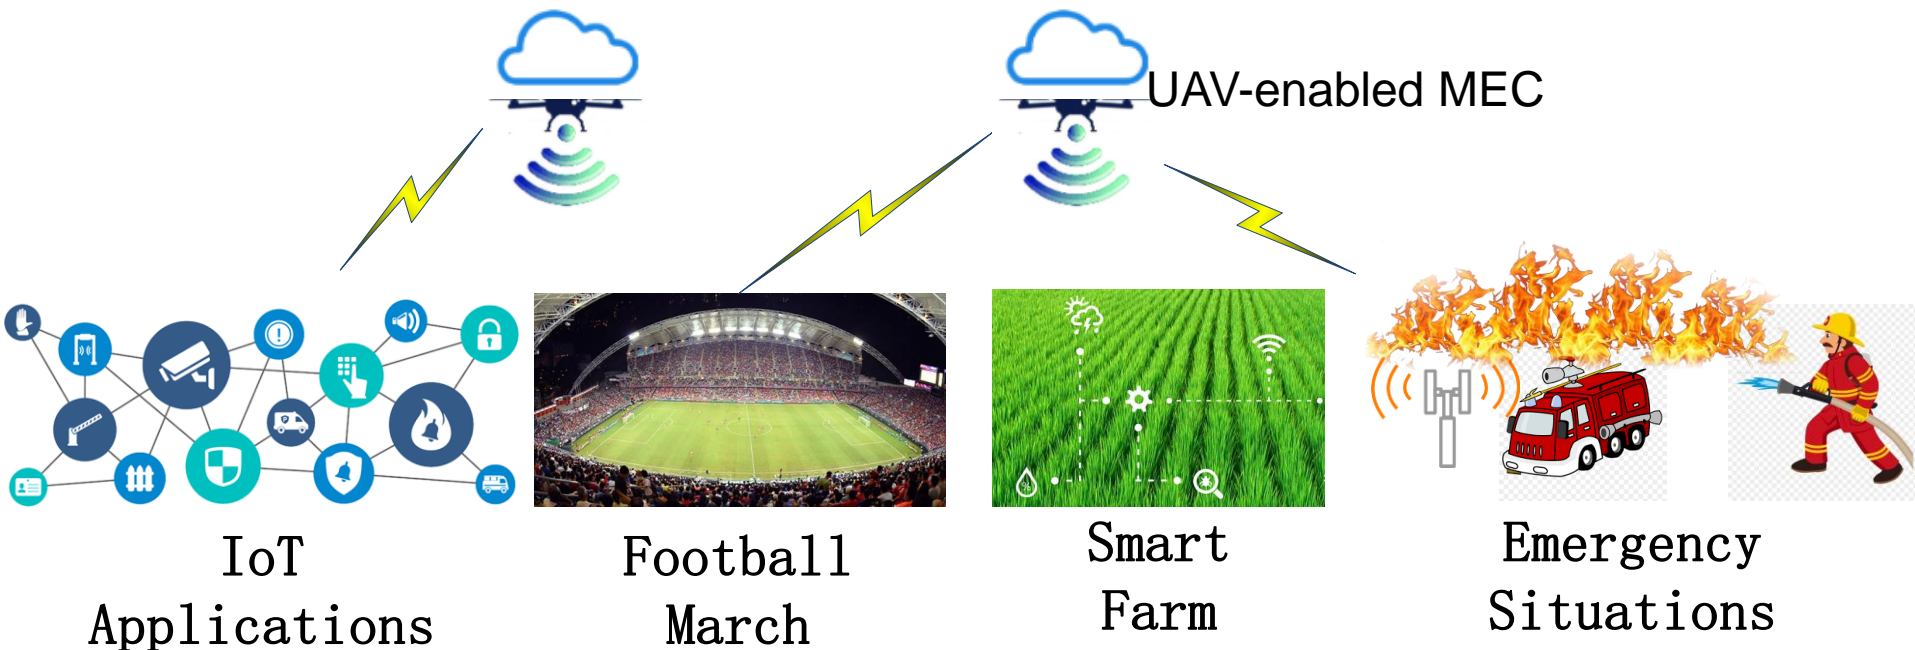 UAV-enabled MEC
IoT
Applications
Football
March
Smart
Farm
Emergency
Situations
%